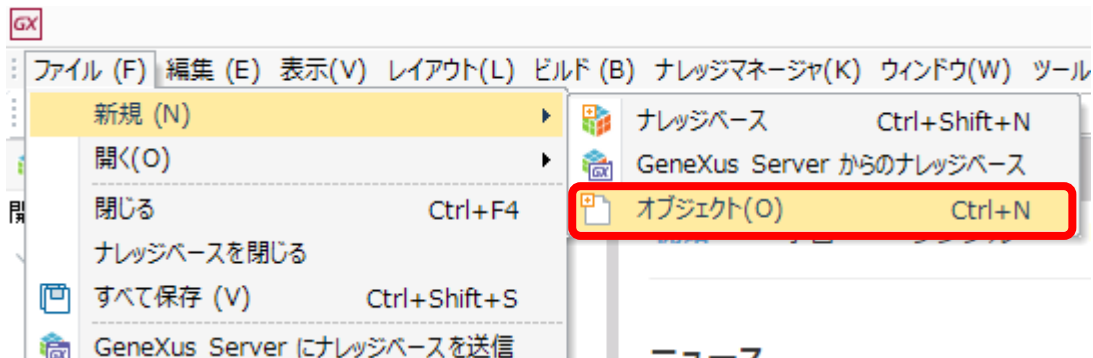 GX
ファイル (F) 編集 (E) 表示(V) レイアウト(L) ビルド (B) ナレッジマネージャ(K) ウィンドウ(W) ツール
新規 (N)
ナレッジベース Ctrl+Shift+N
開く(O)
GeneXus Server からのナレッジベース
閉じる Ctrl+F4
オブジェクト(O) Ctrl+N
ナレッジベースを閉じる
すべて保存 (V) Ctrl+Shift+S
GeneXus Server にナレッジベースを送信
ニュース